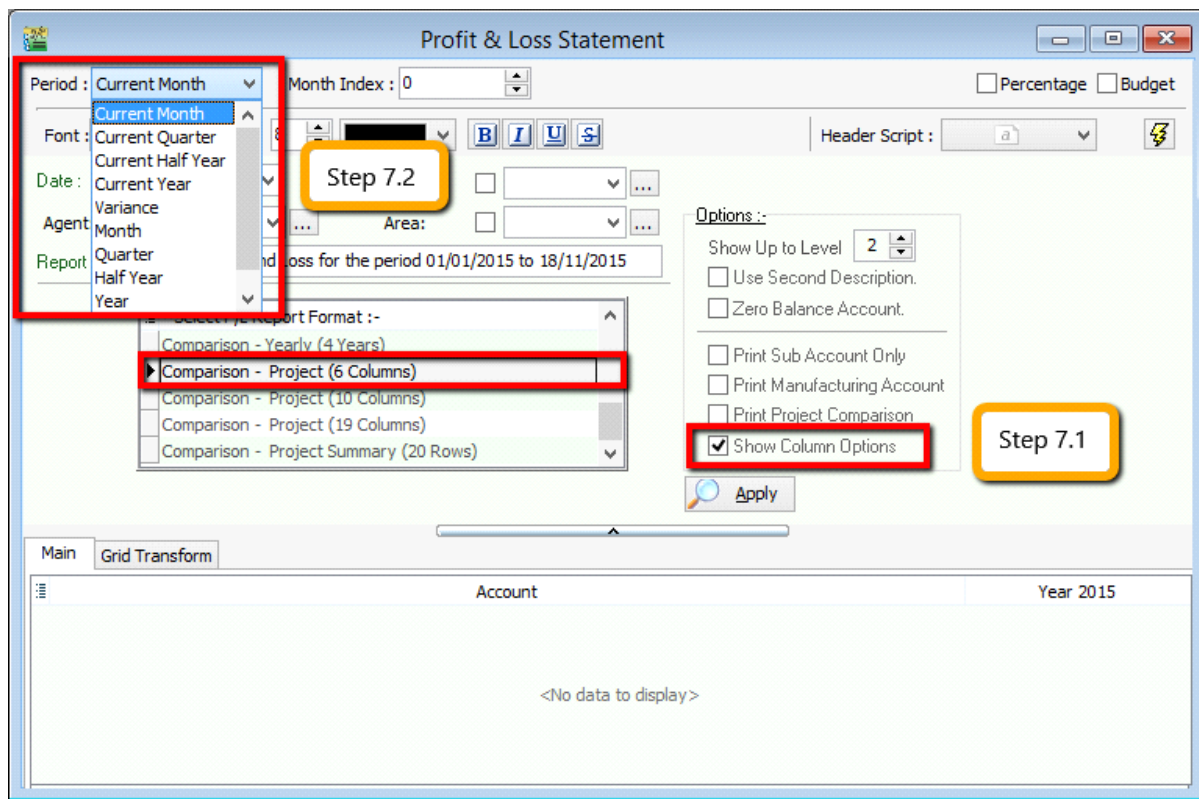 Profit & Loss Statement
Period : Current Month Month Index : 0 Percentage Budget
Current Month
Current Quarter
Current Half Year
Current Year
Variance
Month
Quarter
Half Year
Year
Font : B I U S Header Script : a
Step 7.2
Date :
Agent Area:
Report nd Loss for the period 01/01/2015 to 18/11/2015
Report Format :-
Comparison - Yearly (4 Years)
Comparison - Project (6 Columns)
Comparison - Project (10 Columns)
Comparison - Project (19 Columns)
Comparison - Project Summary (20 Rows)
Options :-
Show Up to Level 2
Use Second Description.
Zero Balance Account.
Print Sub Account Only
Print Manufacturing Account
Print Project Comparison
Show Column Options
Step 7.1
Apply
Main Grid Transform
Account Year 2015
<No data to display>